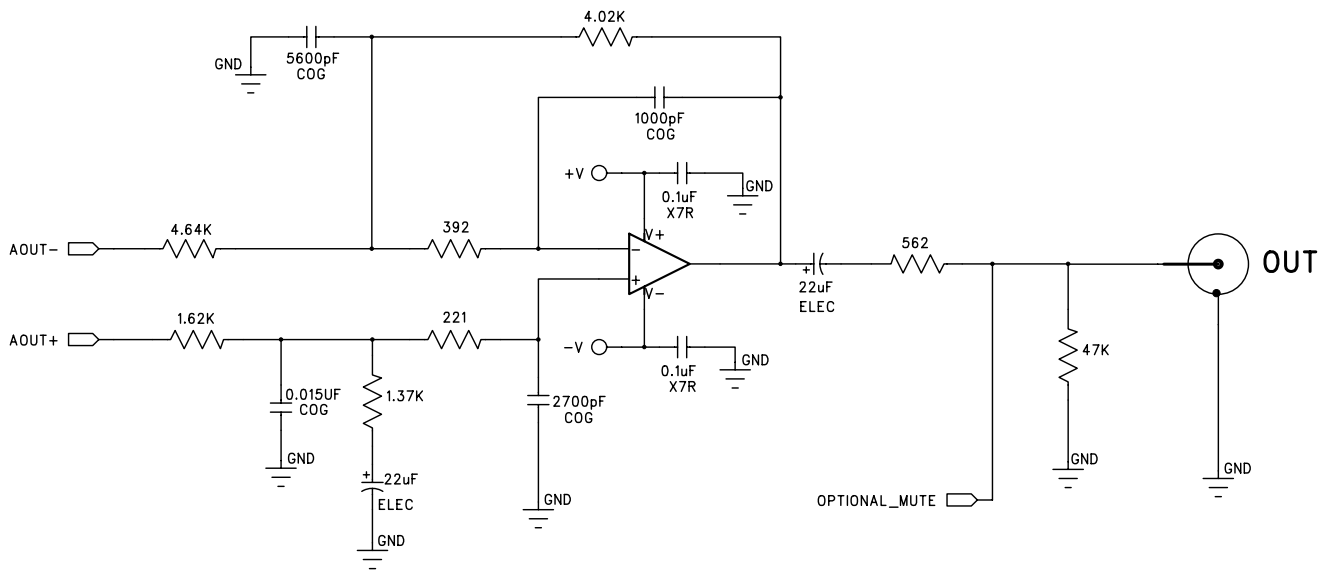 4.02K
GND
5600pF
COG
1000pF
COG
+V
GND
0.1uF
X7R
4.64K
392
V+
AOUT-
-
562
OUT
+
22uF
ELEC
+
V-
1.62K
221
AOUT+
-V
GND
0.1uF
X7R
47K
0.015UF
COG
1.37K
2700pF
COG
GND
+
22uF
ELEC
GND
GND
GND
OPTIONAL_MUTE
GND